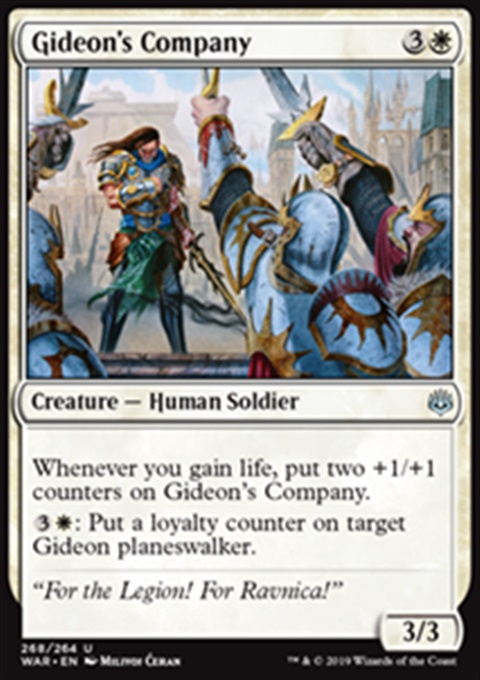 Gideon's Company 3
Creature — Human Soldier
Whenever you gain life, put two +1/+1
counters on Gideon's Company.
3 : Put a loyalty counter on target
Gideon planeswalker.
“For the Legion! For Ravnica!”
3/3
268/264 U
WAR • EN Milivoj Ćeran
™ & © 2019 Wizards of the Coast